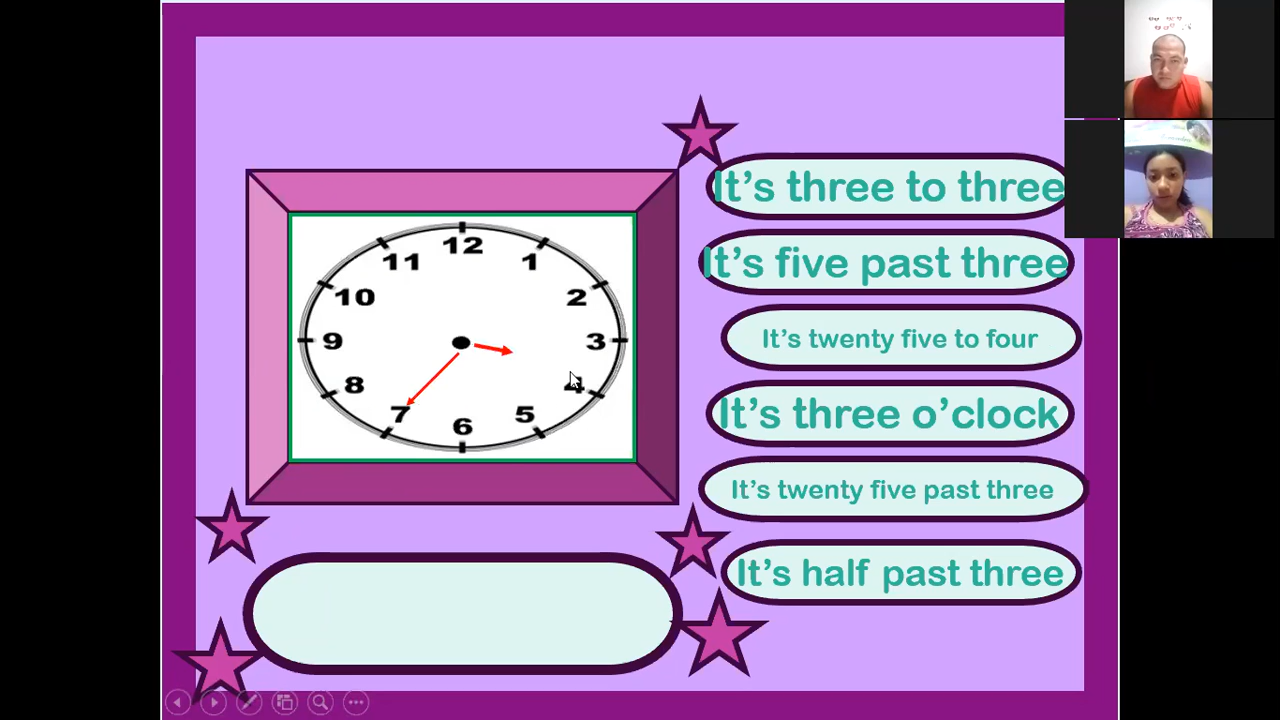 12
11
1
10
2
9
3
8
4
7
5
6
It's three to three
It's five past three
It's twenty five to four
It's three o'clock
It's twenty five past three
It's half past three